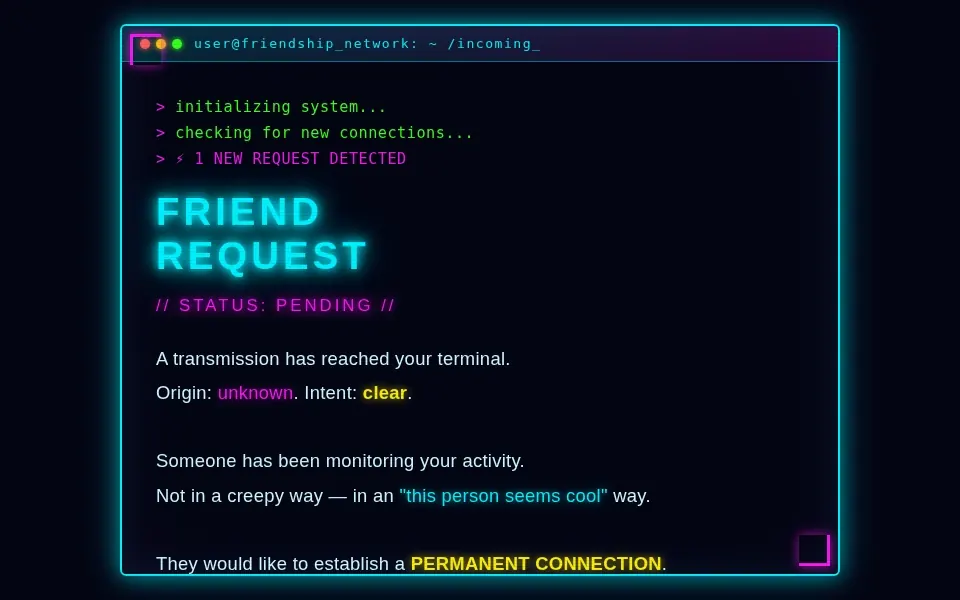 user@friendship_network: ~ /incoming_
> initializing system...
> checking for new connections...
> ⚡ 1 NEW REQUEST DETECTED
FRIEND
REQUEST
// STATUS: PENDING //
A transmission has reached your terminal.
Origin: unknown. Intent: clear.
Someone has been monitoring your activity.
Not in a creepy way — in an "this person seems cool" way.
They would like to establish a PERMANENT CONNECTION.